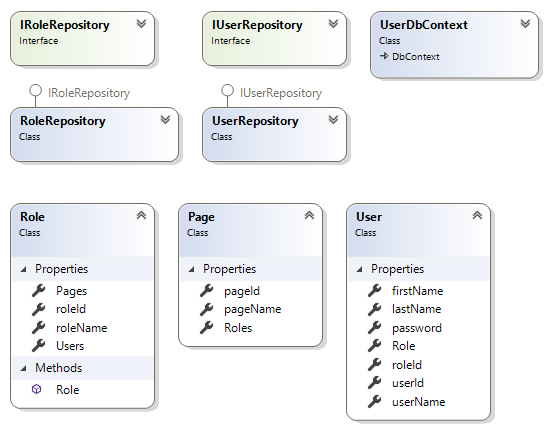 IRoleRepository
Interface
IUserRepository
Interface
UserDbContext
Class
DbContext
IRoleRepository
IUserRepository
RoleRepository
Class
UserRepository
Class
Role
Class
Properties
Pages
roleId
roleName
Users
Methods
Role
Page
Class
Properties
pageId
pageName
Roles
User
Class
Properties
firstName
lastName
password
Role
roleId
userId
userName